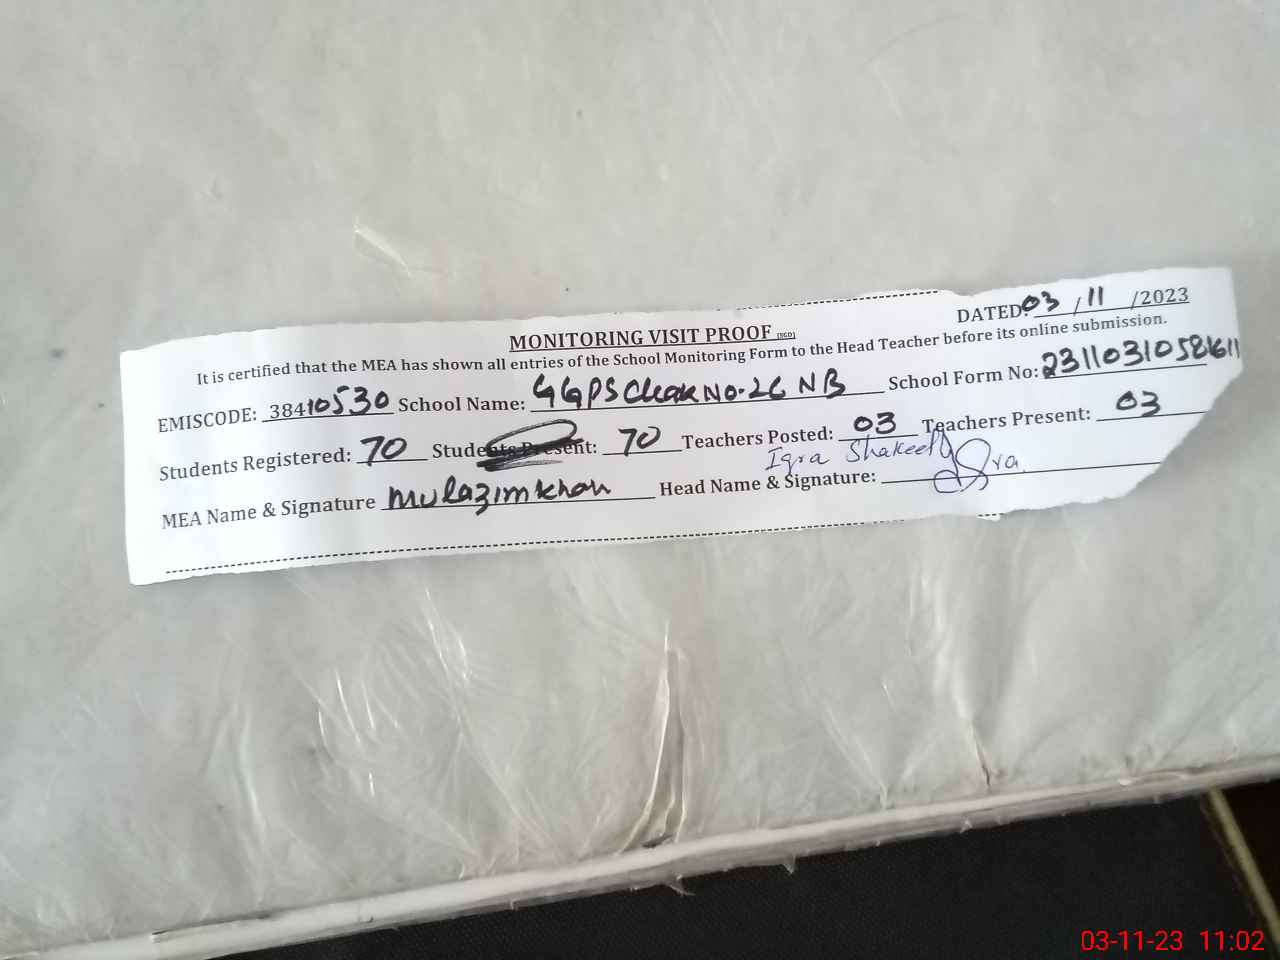 DATED: 03 / 11 /2023
MONITORING VISIT PROOF (SGD)
It is certified that the MEA has shown all entries of the School Monitoring Form to the Head Teacher before its online submission.
EMISCODE: 38410530 School Name: GGPS Chak No. 26 NB School Form No: 23110310581611
Students Registered: 70 Students Present: 70 Teachers Posted: 03 Teachers Present: 03
Iqra Shakeel
MEA Name & Signature Mulazim Khan Head Name & Signature: Iqra
03-11-23 11:02